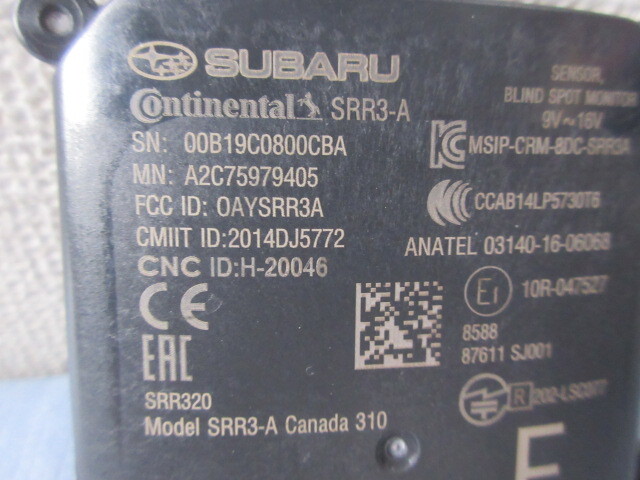 SUBARU
Continental SRR3-A
SN: 00B19C0800CBA
MN: A2C75979405
FCC ID: OAYSRR3A
CMIIT ID:2014DJ5772
CNC ID:H-20046
CE
EAC
SRR320
Model SRR3-A Canada 310
SENSOR,
BLIND SPOT MONITOR
9V~16V
MSIP-CRM-8DC-SRR3A
CCAB14LP5730T6
ANATEL 03140-16-06068
E1 10R-047527
8588
87611 SJ001
R
F